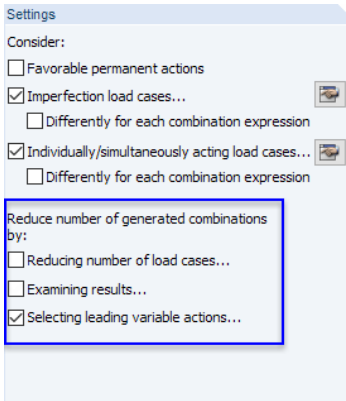 Settings
Consider:
Favorable permanent actions
Imperfection load cases...
Differently for each combination expression
Individually/simultaneously acting load cases...
Differently for each combination expression
Reduce number of generated combinations
by:
Reducing number of load cases...
Examining results...
Selecting leading variable actions...